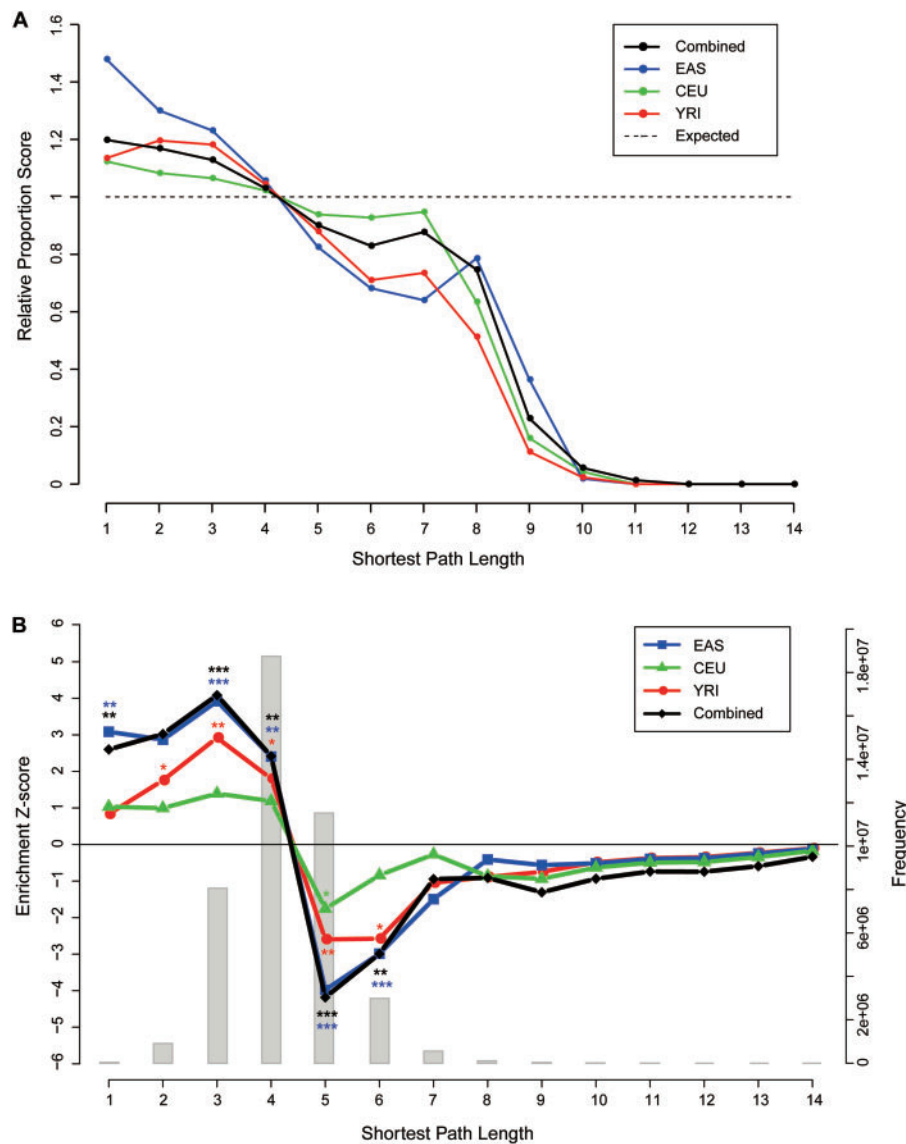 A
Relative Proportion Score
0 0.2 0.4 0.6 0.8 1 1.2 1.4 1.6
Combined
EAS
CEU
YRI
Expected
1 2 3 4 5 6 7 8 9 10 11 12 13 14
Shortest Path Length
B
Enrichment Z-score
6
5
4
3
2
1
0
−1
−2
−3
−4
−5
−6
EAS
CEU
YRI
Combined
**
**
*
***
***
**
**
**
*
*
**
***
***
*
**
***
0 2e+06 6e+06 1e+07 1.4e+07 1.8e+07
Frequency
1 2 3 4 5 6 7 8 9 10 11 12 13 14
Shortest Path Length